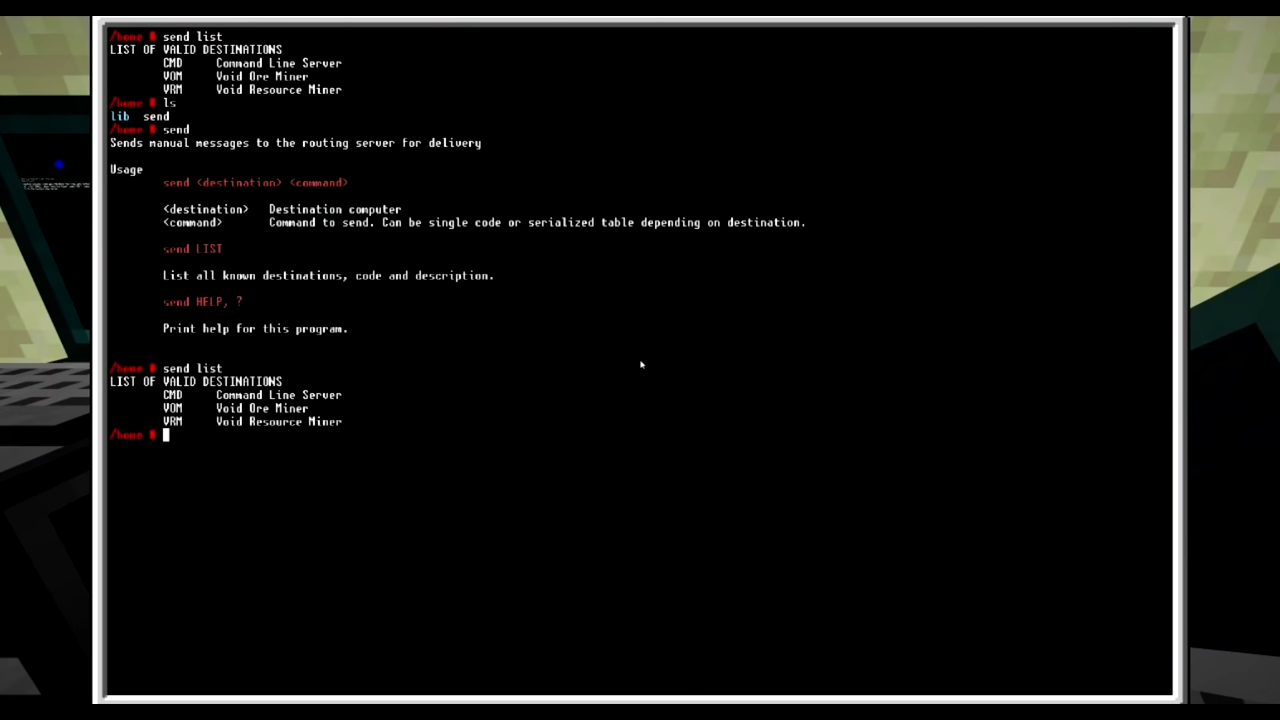 /home # send list
LIST OF VALID DESTINATIONS
CMD Command Line Server
VOM Void Ore Miner
VRM Void Resource Miner
/home # ls
lib send
/home # send
Sends manual messages to the routing server for delivery
Usage
send <destination> <command>
<destination> Destination computer
<command> Command to send. Can be single code or serialized table depending on destination.
send LIST
List all known destinations, code and description.
send HELP, ?
Print help for this program.
/home # send list
LIST OF VALID DESTINATIONS
CMD Command Line Server
VOM Void Ore Miner
VRM Void Resource Miner
/home #